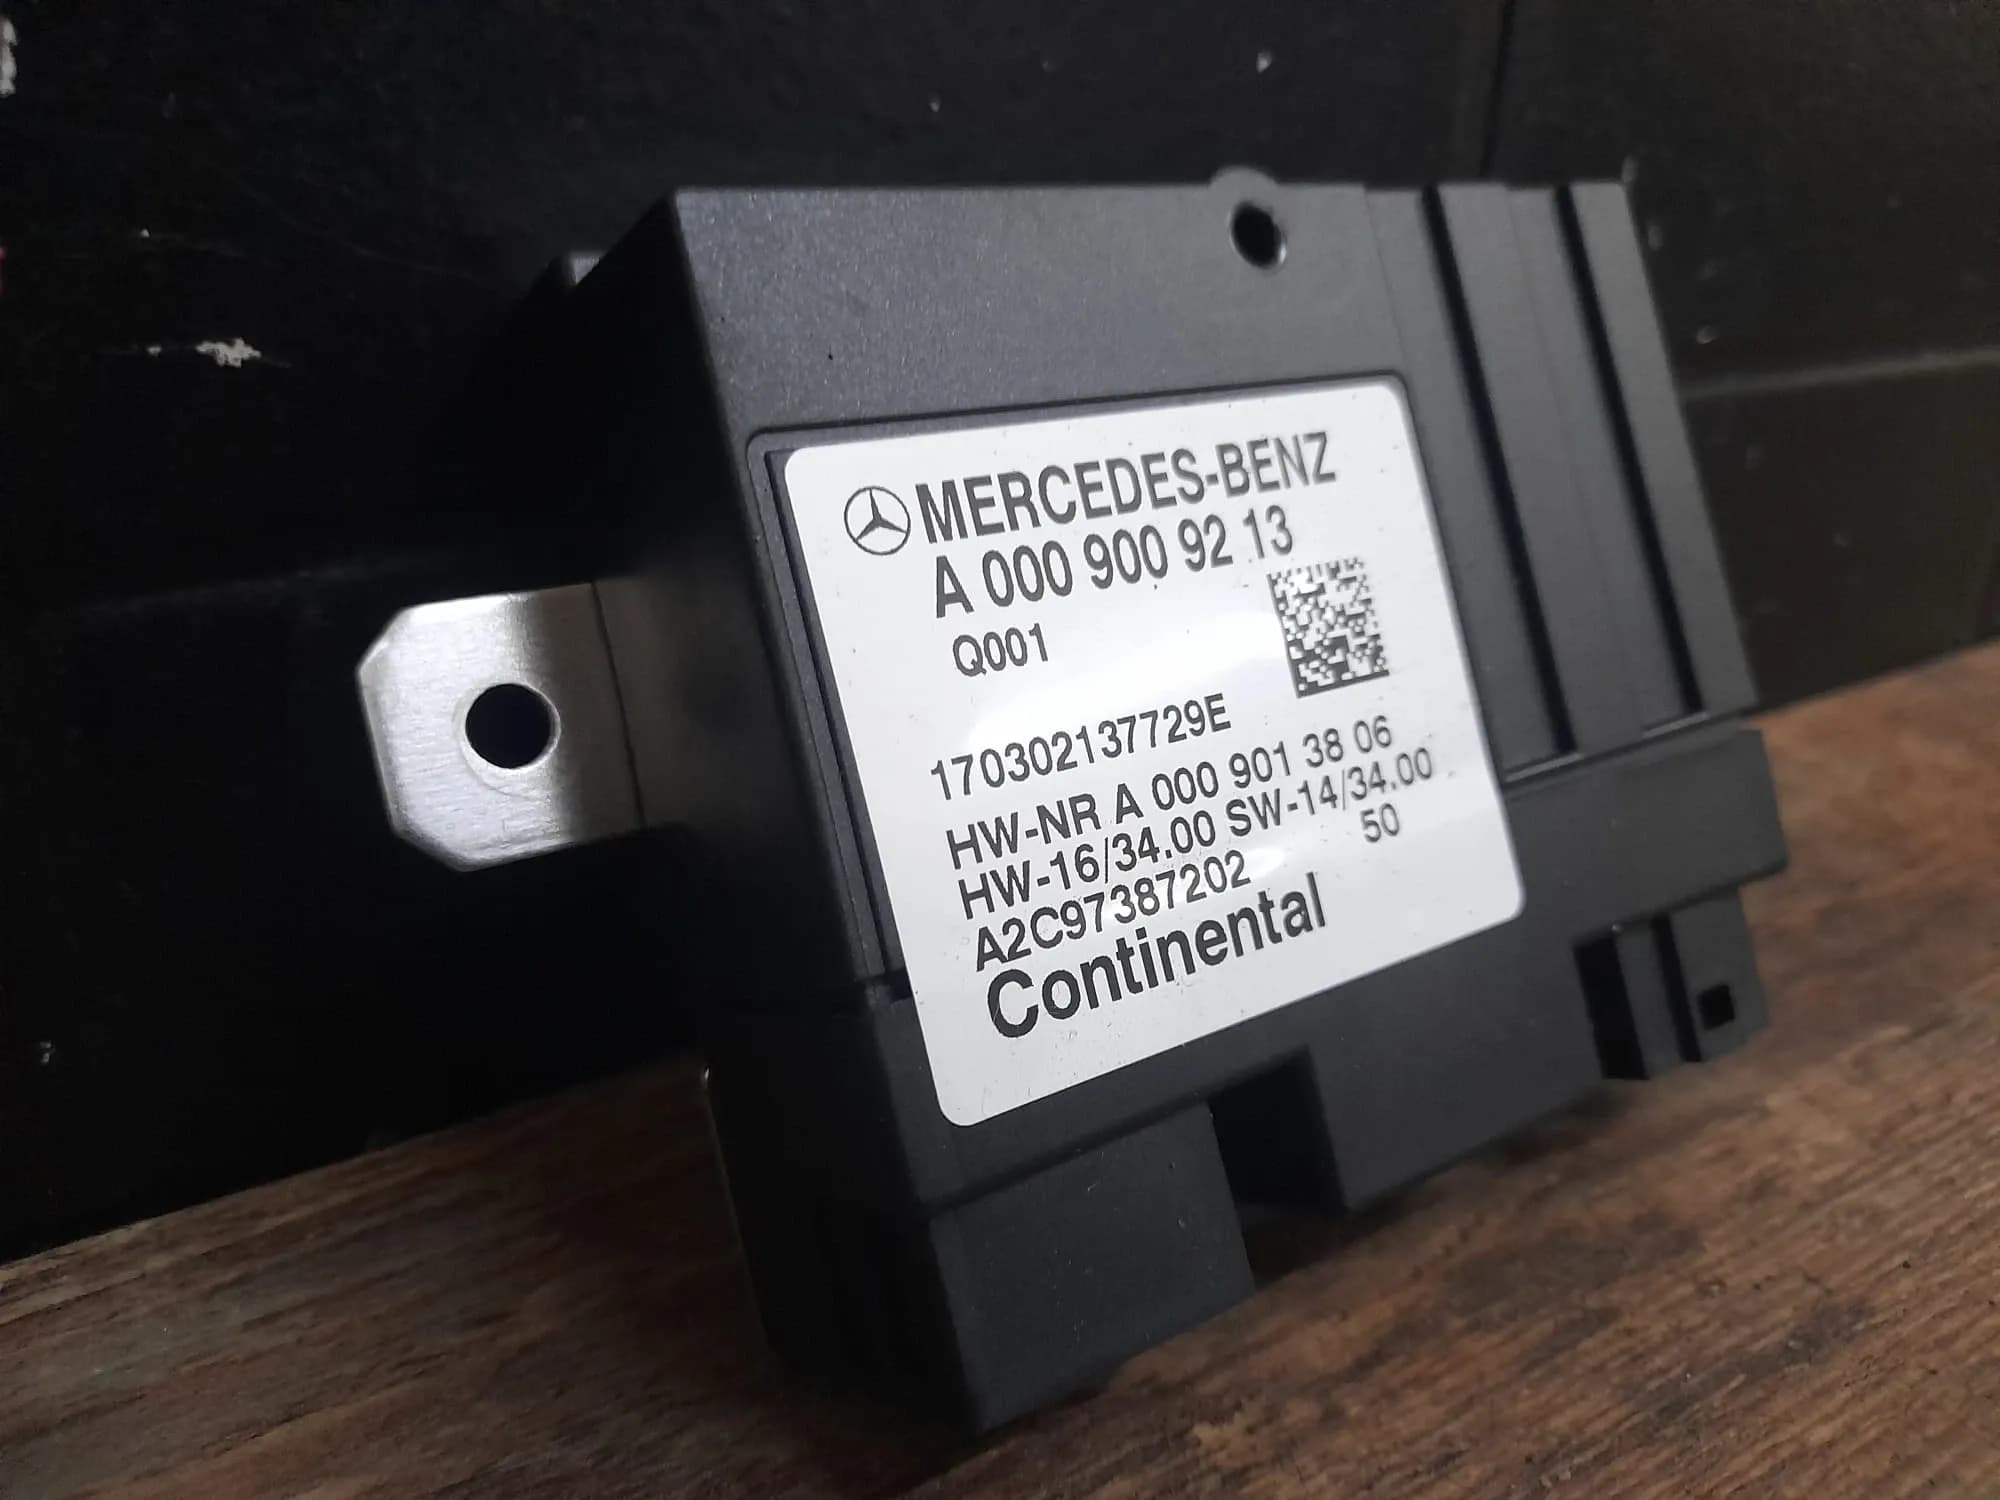 MERCEDES-BENZ
A 000 900 92 13
Q001
170302137729E
HW-NR A 000 901 38 06
HW-16/34.00 SW-14/34.00
A2C97387202 50
Continental